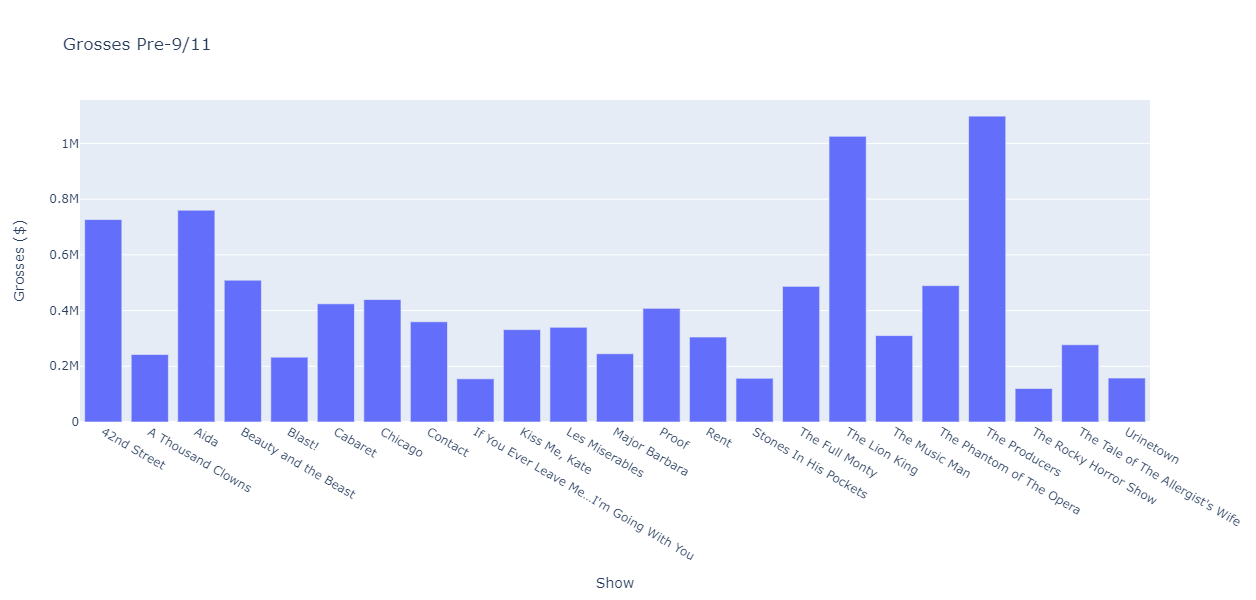 Grosses Pre-9/11
Grosses ($)
1M
0.8M
0.6M
0.4M
0.2M
0
42nd Street
A Thousand Clowns
Aida
Beauty and the Beast
Blast!
Cabaret
Chicago
Contact
If You Ever Leave Me...I'm Going With You
Kiss Me, Kate
Les Miserables
Major Barbara
Proof
Rent
Stones In His Pockets
The Full Monty
The Lion King
The Music Man
The Phantom of The Opera
The Producers
The Rocky Horror Show
The Tale of The Allergist's Wife
Urinetown
Show